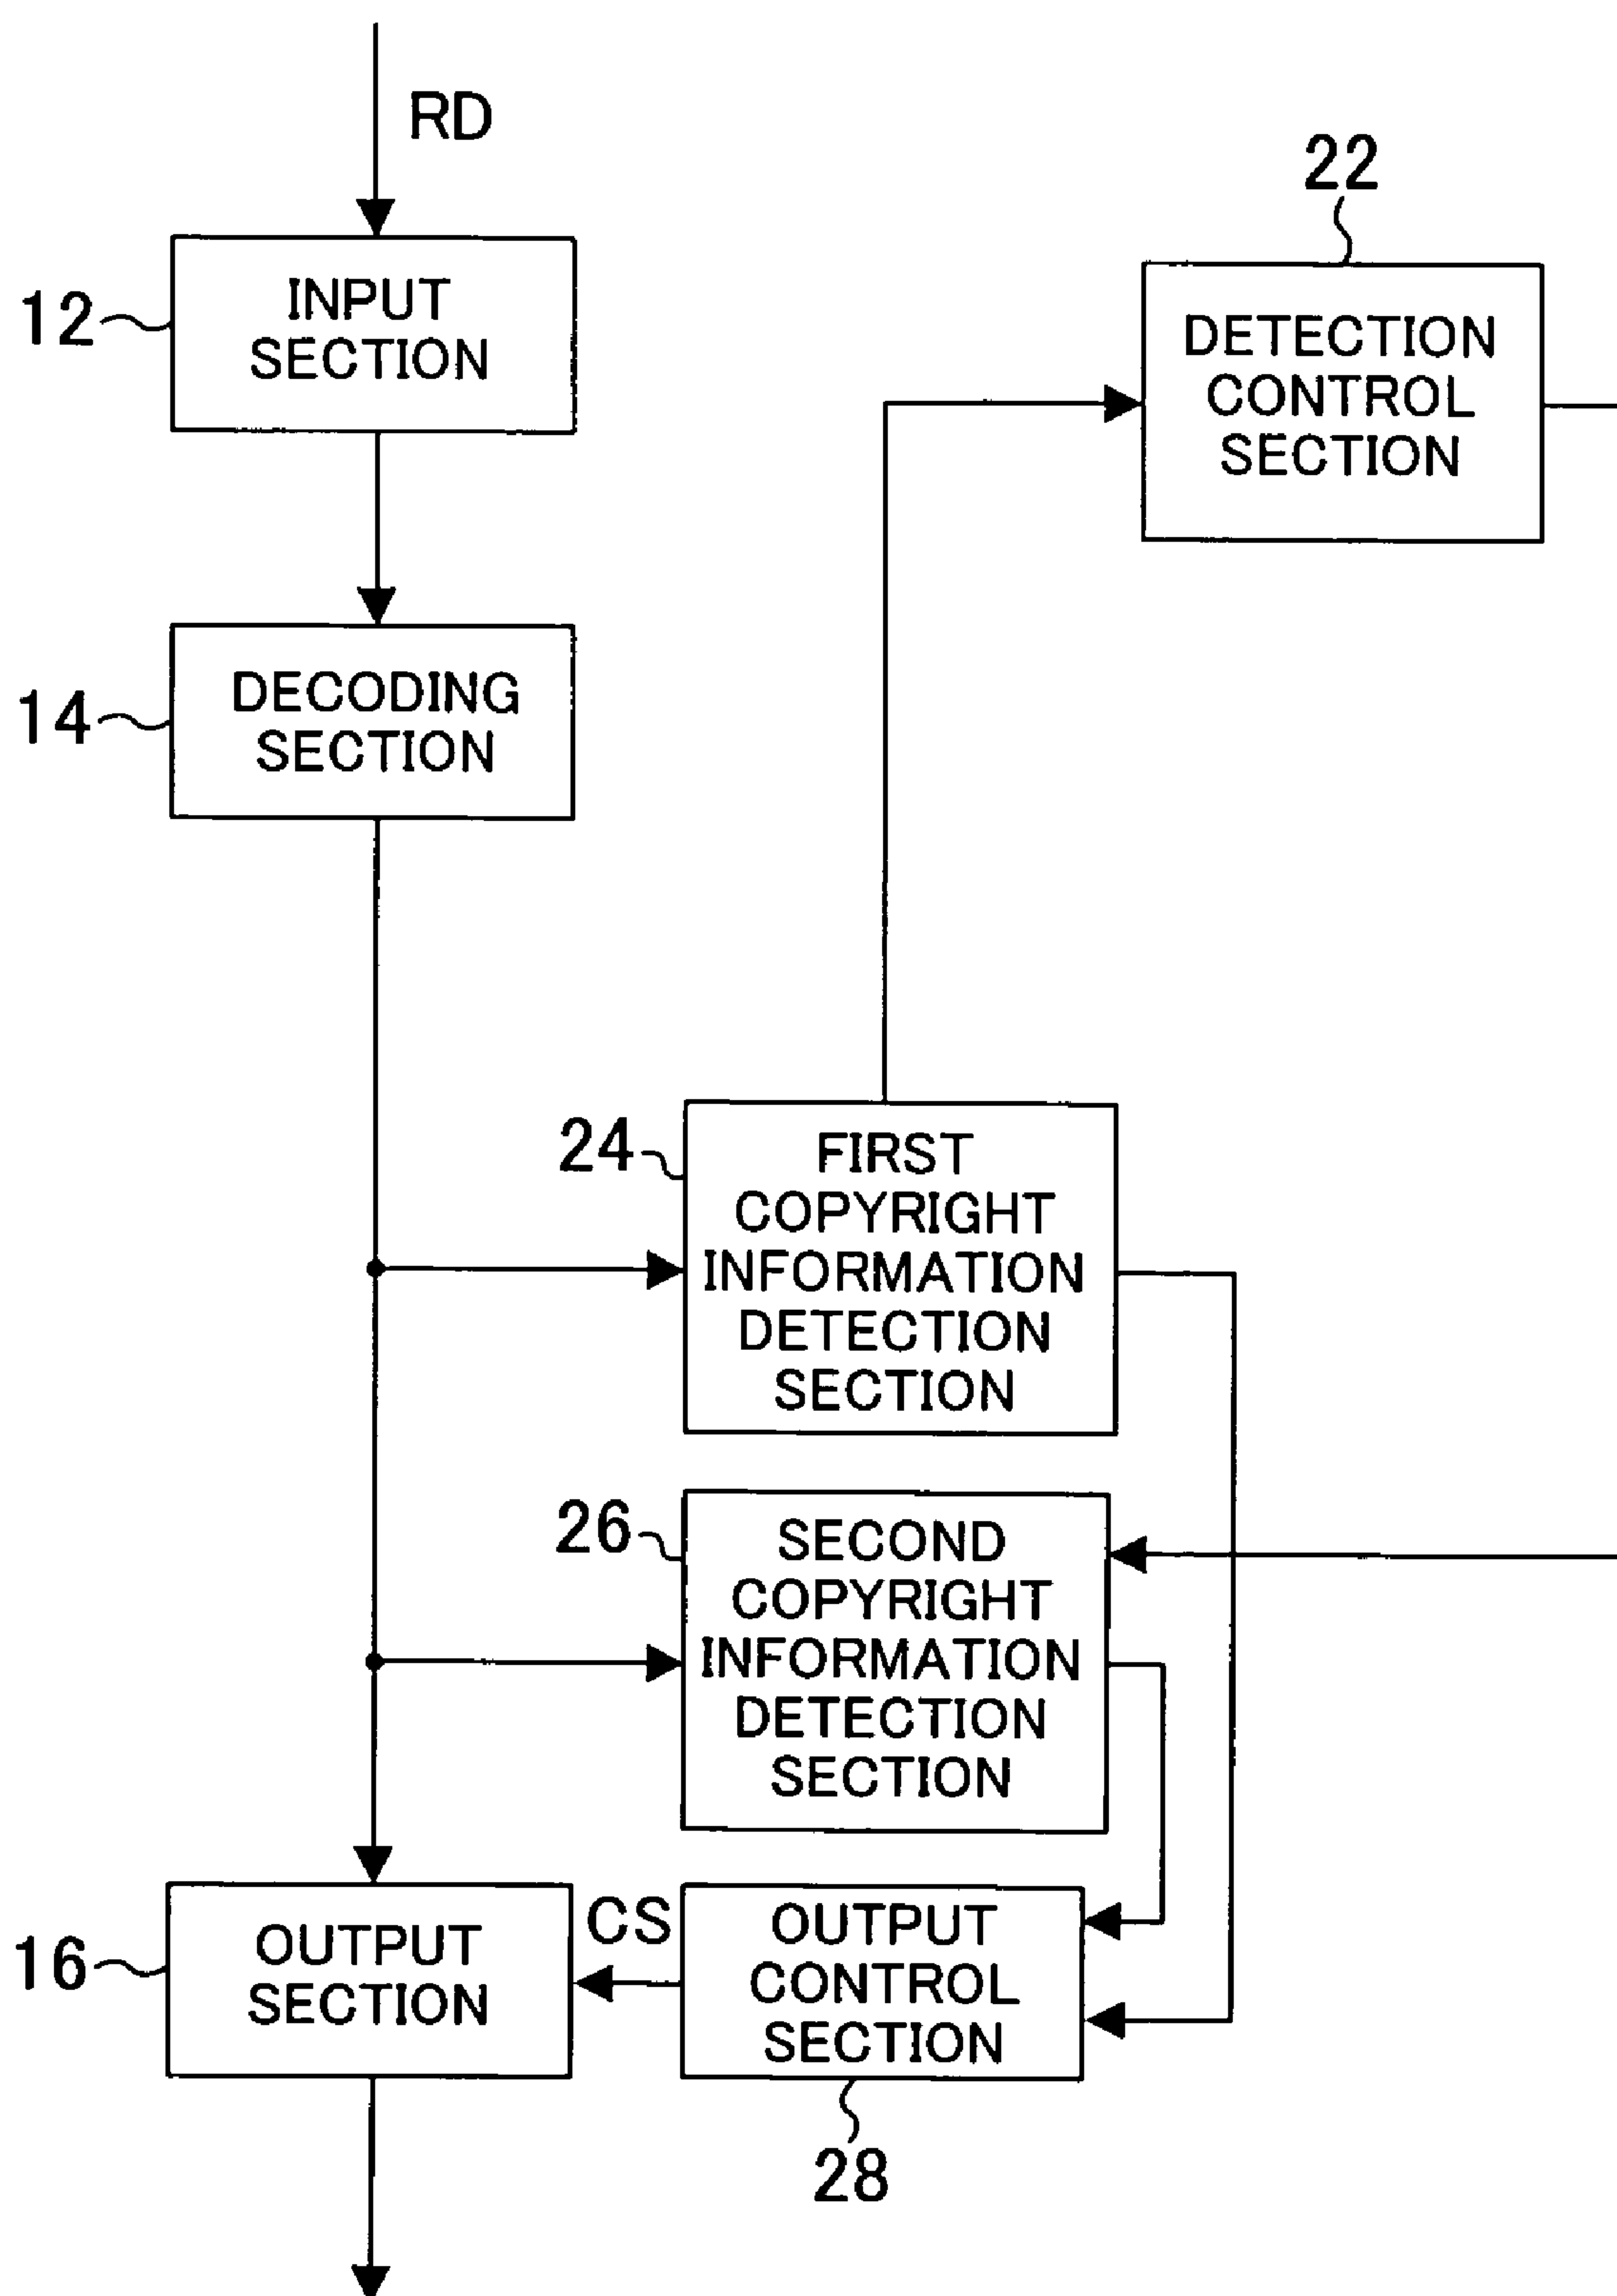 RD
22
12
INPUT
SECTION
DETECTION
CONTROL
SECTION
14
DECODING
SECTION
24
FIRST
COPYRIGHT
INFORMATION
DETECTION
SECTION
26
SECOND
COPYRIGHT
INFORMATION
DETECTION
SECTION
16
OUTPUT
SECTION
CS
OUTPUT
CONTROL
SECTION
28